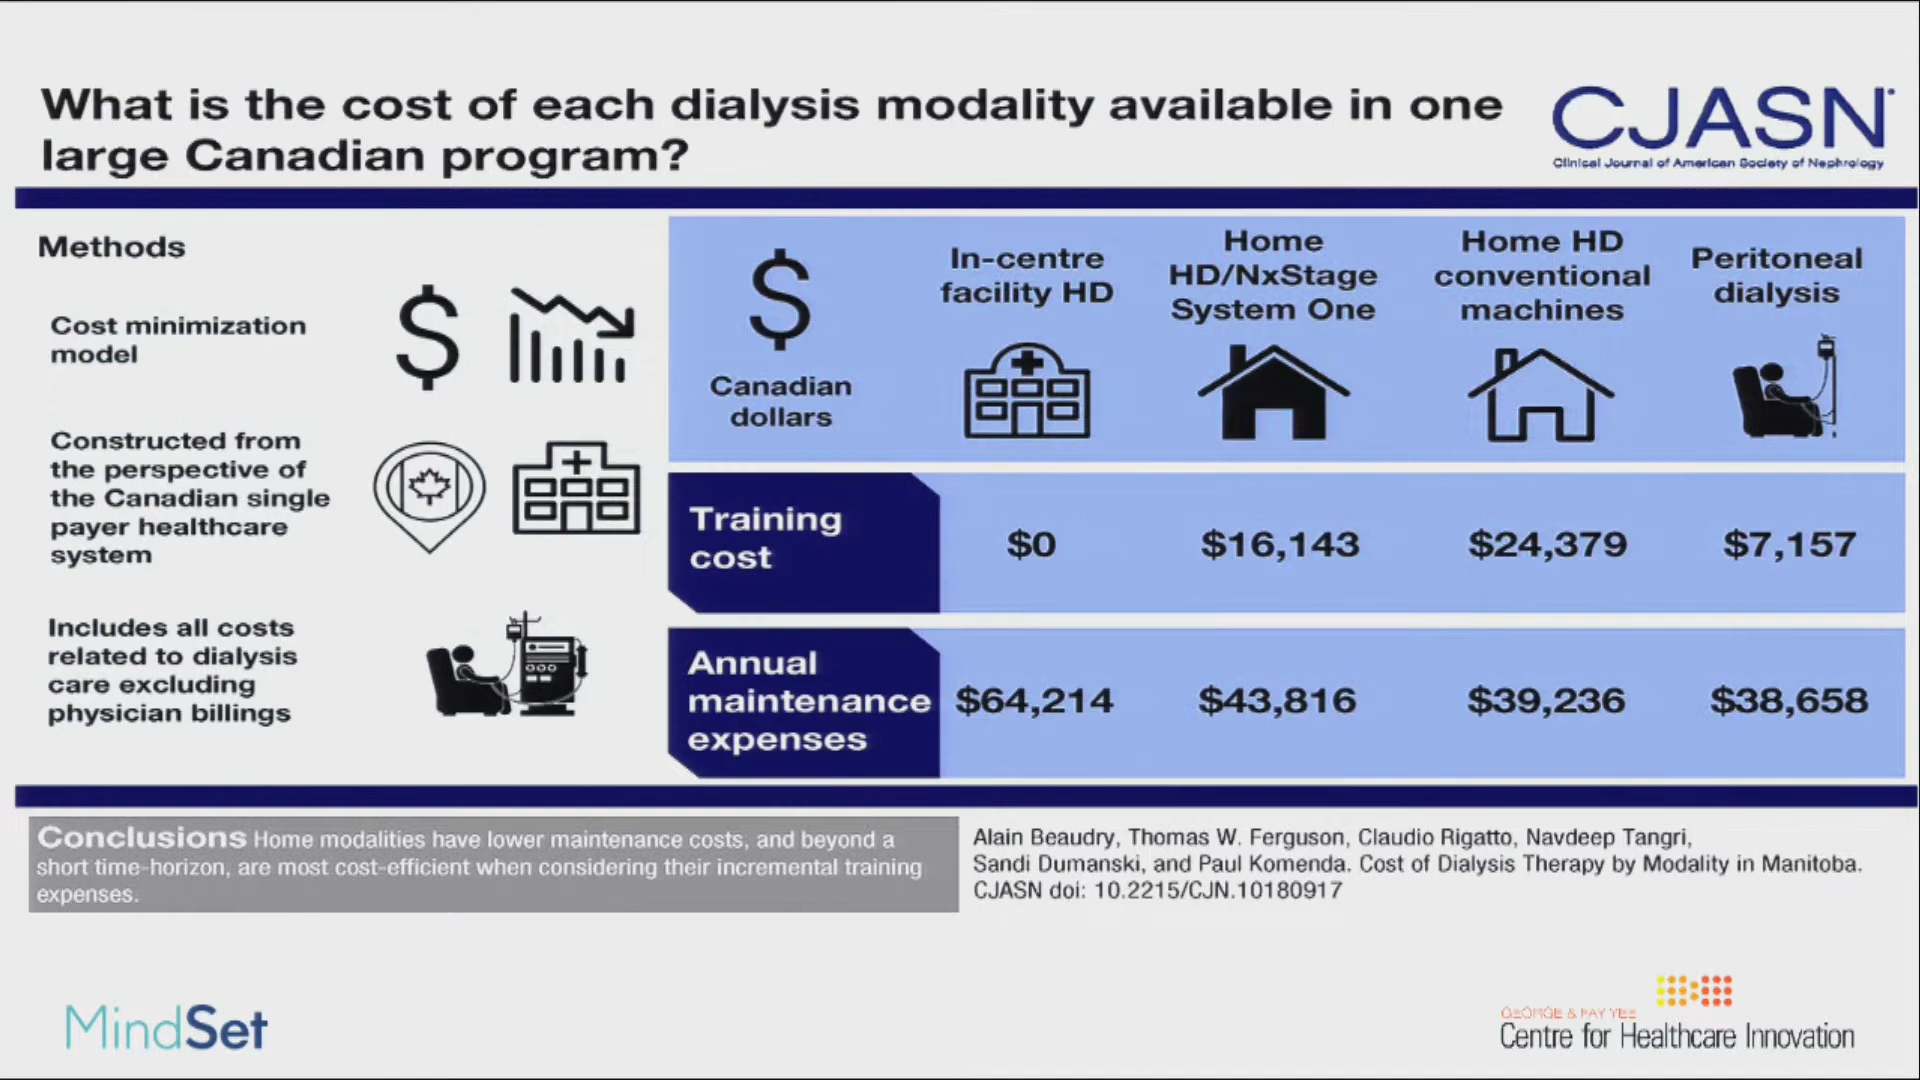 What is the cost of each dialysis modality available in one
large Canadian program?
CJASN
Clinical Journal of American Society of Nephrology
Methods
Cost minimization
model
Constructed from
the perspective of
the Canadian single
payer healthcare
system
Includes all costs
related to dialysis
care excluding
physician billings
$
Canadian
dollars
In-centre
facility HD
Home
HD/NxStage
System One
Home HD
conventional
machines
Peritoneal
dialysis
Training
cost
$0
$16,143
$24,379
$7,157
Annual
maintenance
expenses
$64,214
$43,816
$39,236
$38,658
Conclusions Home modalities have lower maintenance costs, and beyond a
short time-horizon, are most cost-efficient when considering their incremental training
expenses.
Alain Beaudry, Thomas W. Ferguson, Claudio Rigatto, Navdeep Tangri,
Sandi Dumanski, and Paul Komenda. Cost of Dialysis Therapy by Modality in Manitoba.
CJASN doi: 10.2215/CJN.10180917
MindSet
GEORGE & FAY YEE
Centre for Healthcare Innovation